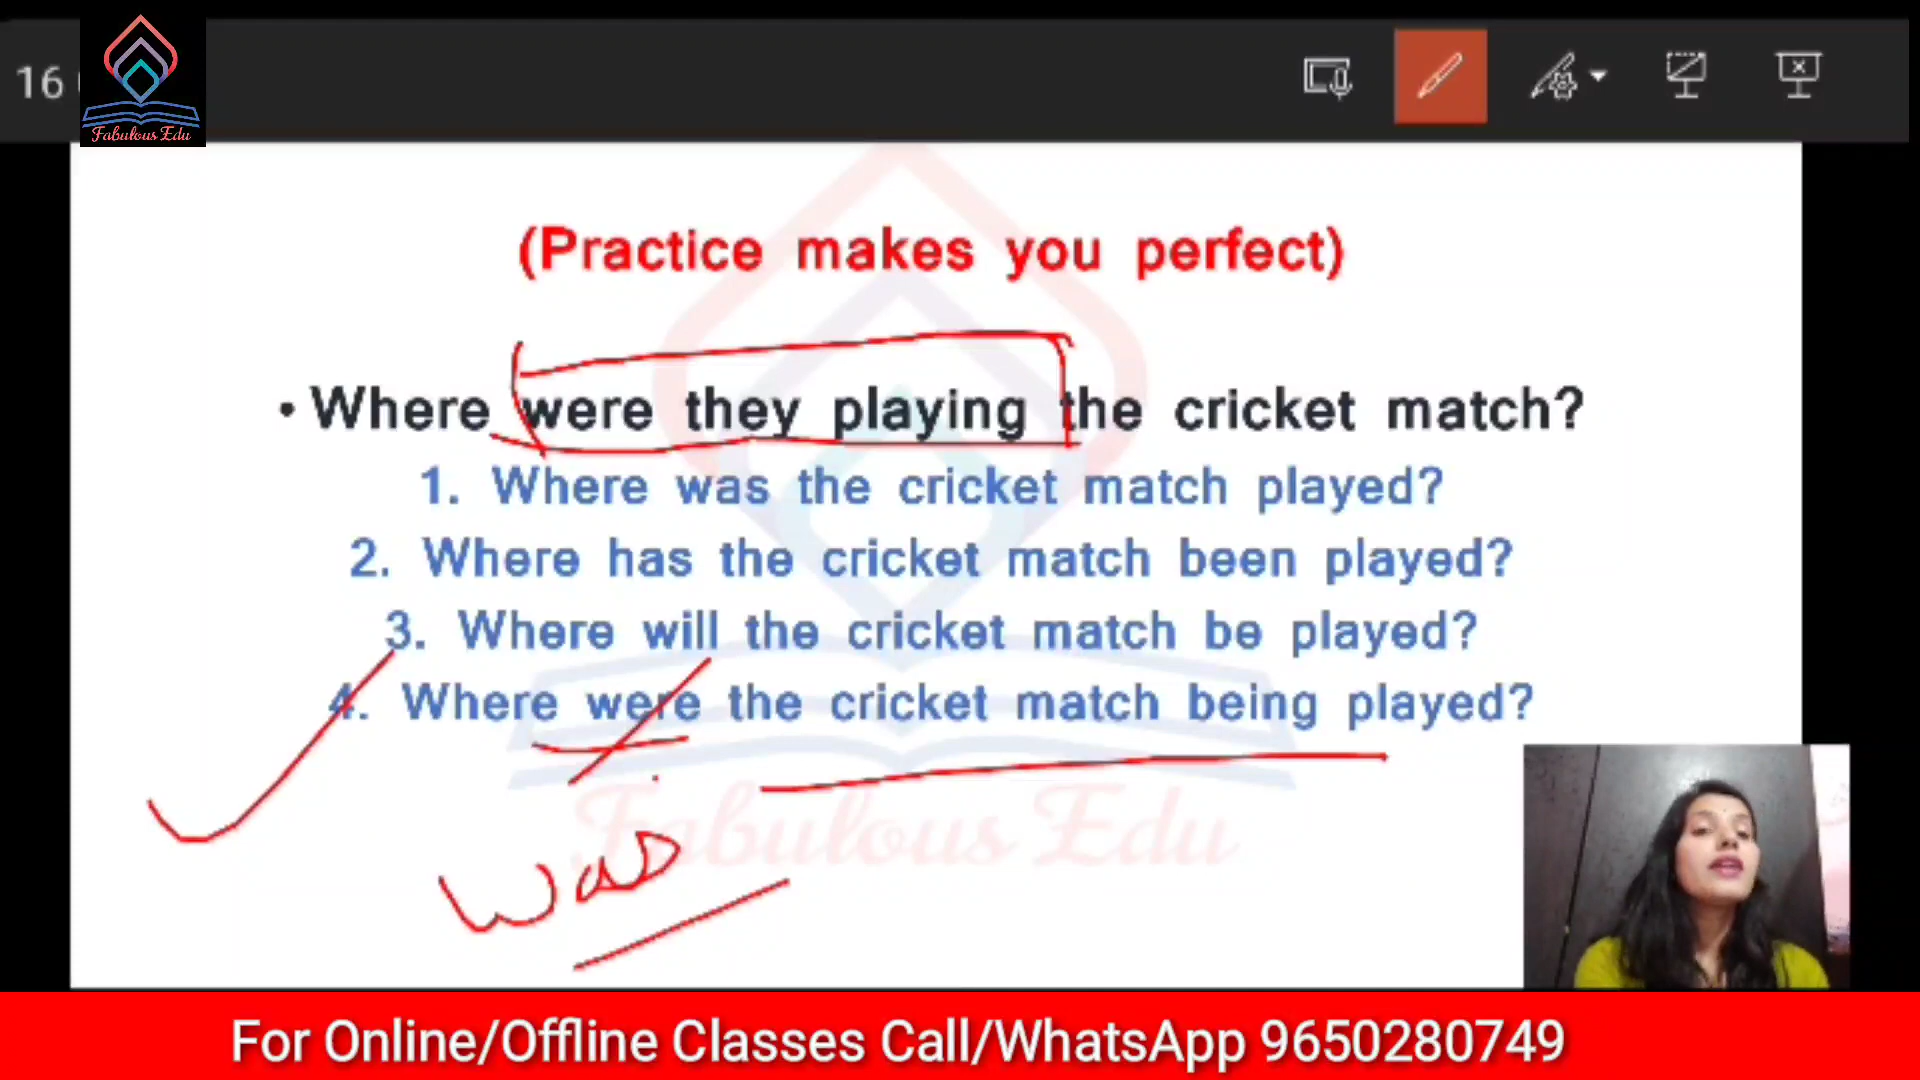 16
Fabulous Edu
(Practice makes you perfect)
• Where were they playing the cricket match?
1. Where was the cricket match played?
2. Where has the cricket match been played?
3. Where will the cricket match be played?
4. Where were the cricket match being played?
Fabulous Edu
was
For Online/Offline Classes Call/WhatsApp 9650280749